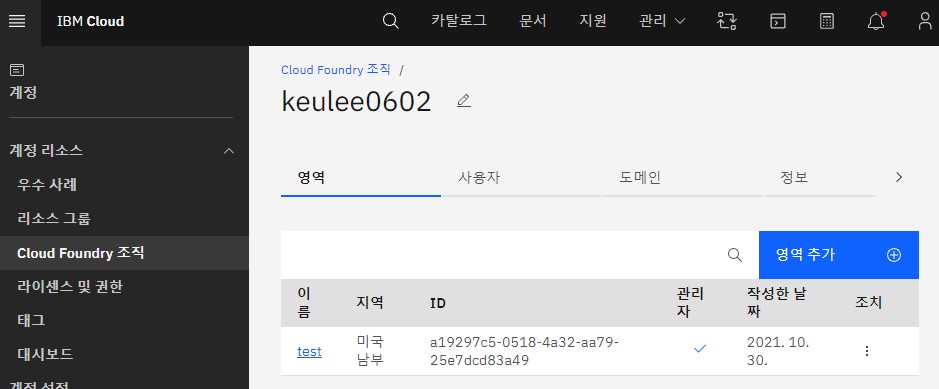 IBM Cloud
카탈로그
문서
지원
관리
계정
계정 리소스
우수 사례
리소스 그룹
Cloud Foundry 조직
라이센스 및 권한
태그
대시보드
계정 설정
Cloud Foundry 조직 /
keulee0602
영역
사용자
도메인
정보
영역 추가
이
름
지역
ID
관리
자
작성한 날
짜
조치
test
미국
남부
a19297c5-0518-4a32-aa79-
25e7dcd83a49
2021. 10.
30.